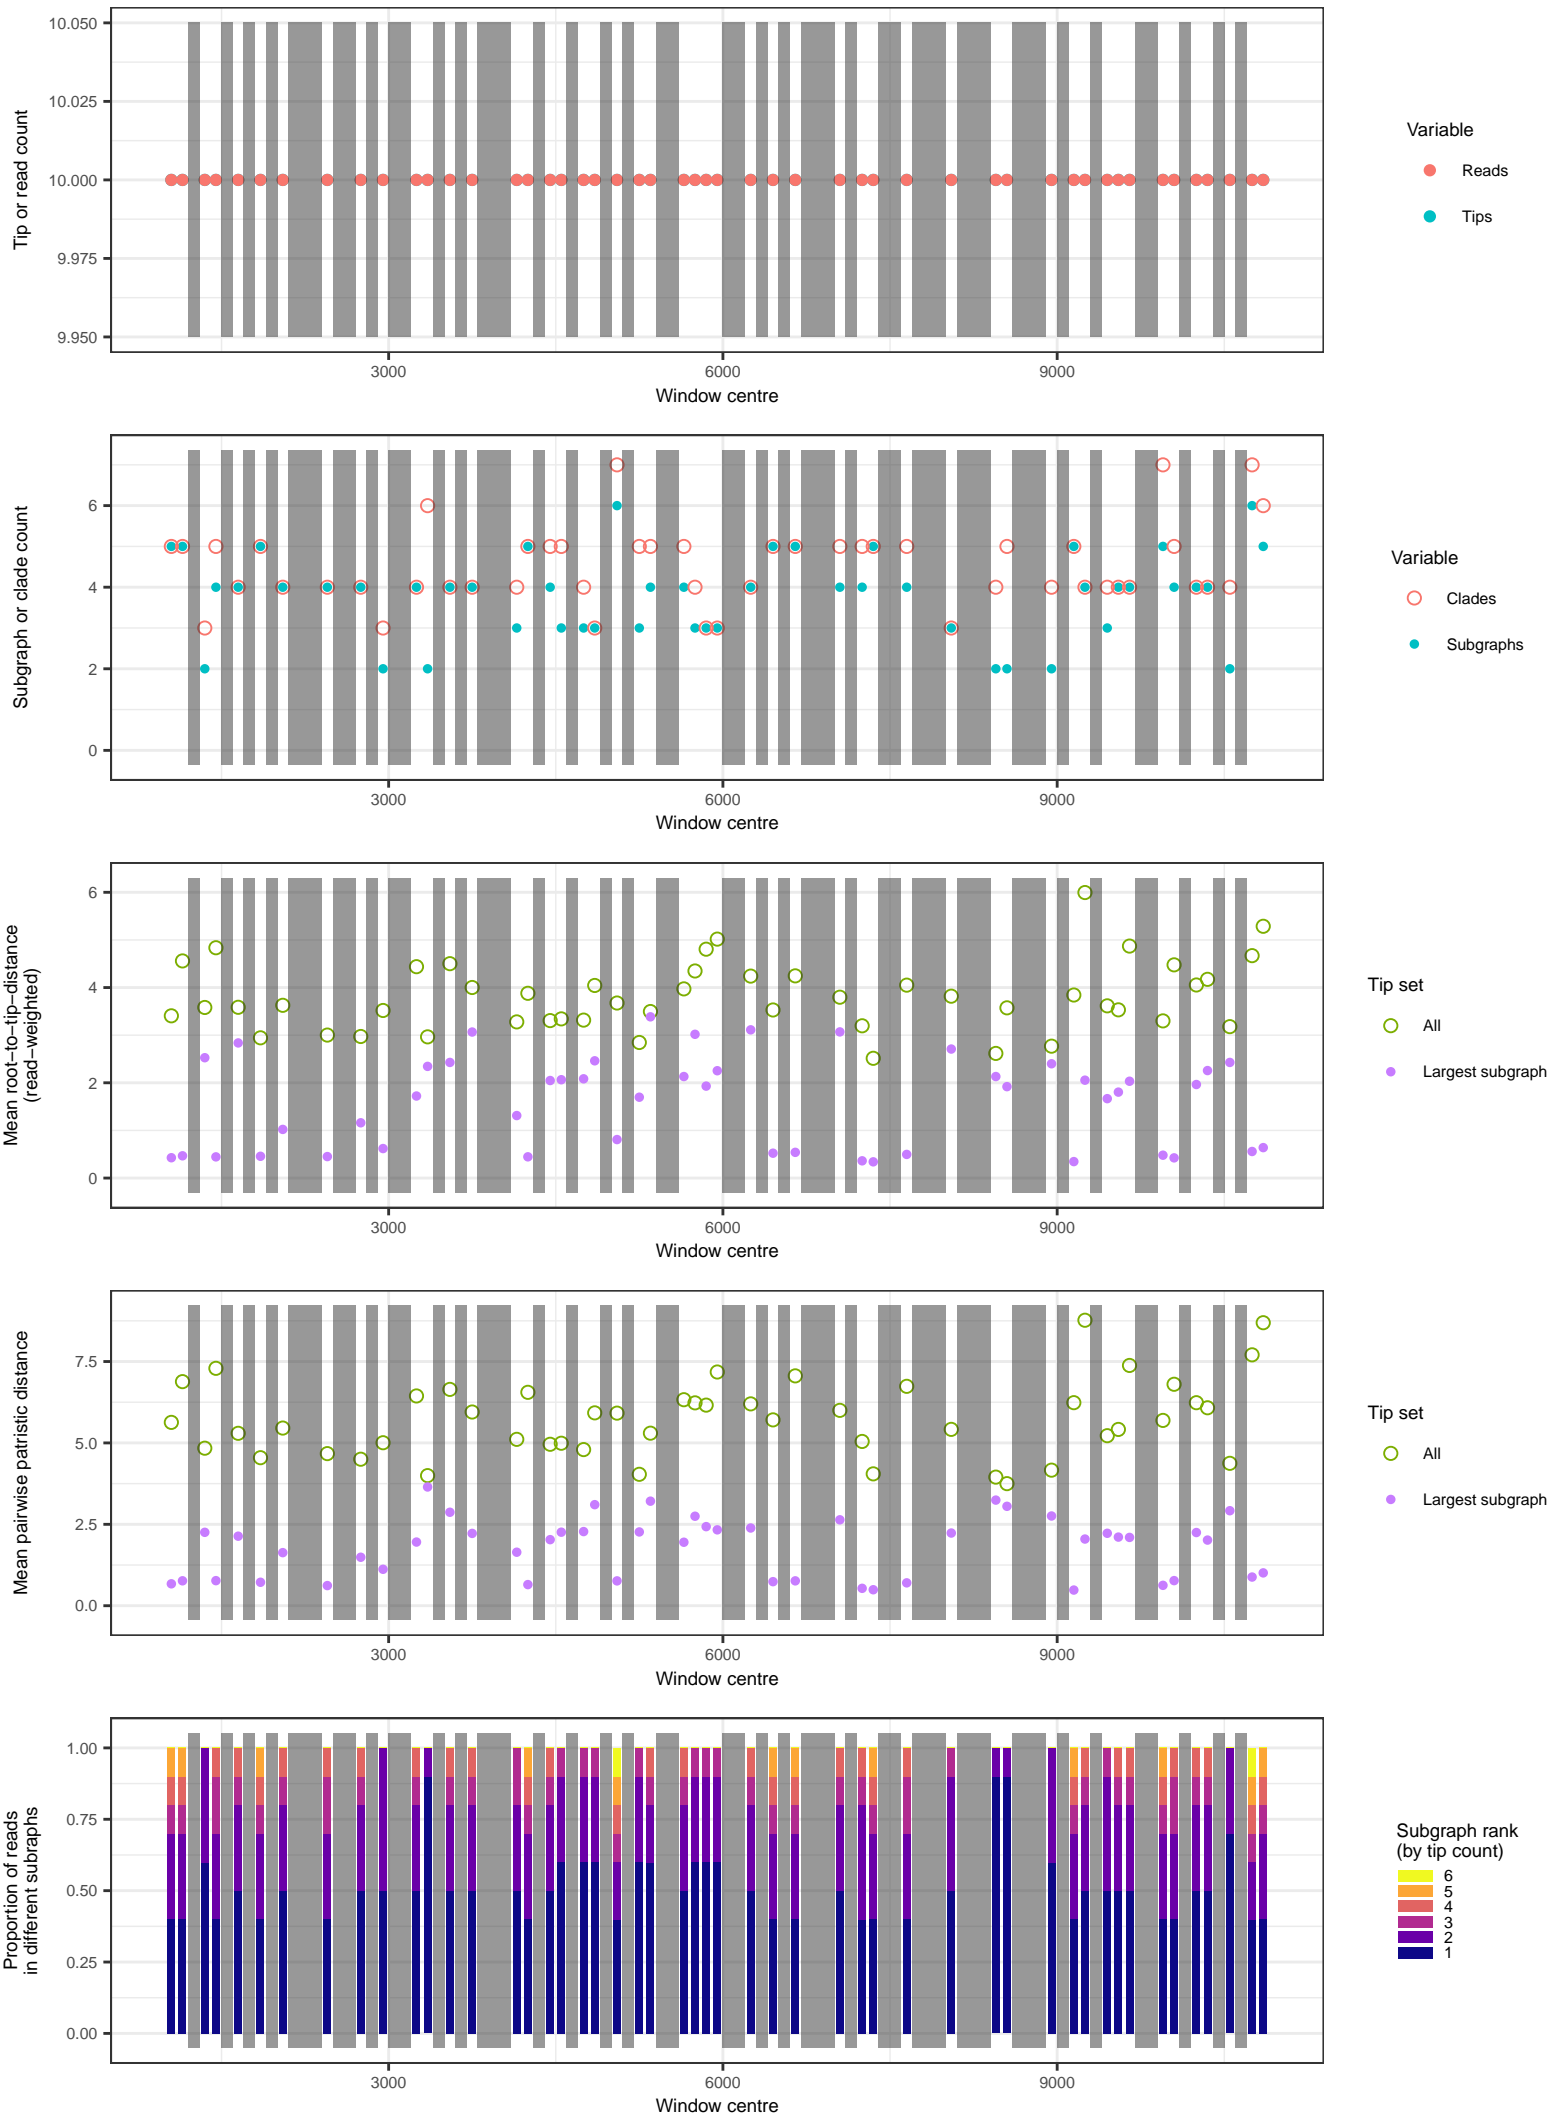 10.050
10.025
10.000
9.975
9.950
Tip or read count
3000 6000 9000
Window centre
Variable
Reads
Tips
6
4
2
0
Subgraph or clade count
3000 6000 9000
Window centre
Variable
Clades
Subgraphs
6
4
2
0
Mean root−to−tip−distance
(read−weighted)
3000 6000 9000
Window centre
Tip set
All
Largest subgraph
7.5
5.0
2.5
0.0
Mean pairwise patristic distance
3000 6000 9000
Window centre
Tip set
All
Largest subgraph
1.00
0.75
0.50
0.25
0.00
Proportion of reads
in different subraphs
3000 6000 9000
Window centre
Subgraph rank
(by tip count)
6
5
4
3
2
1